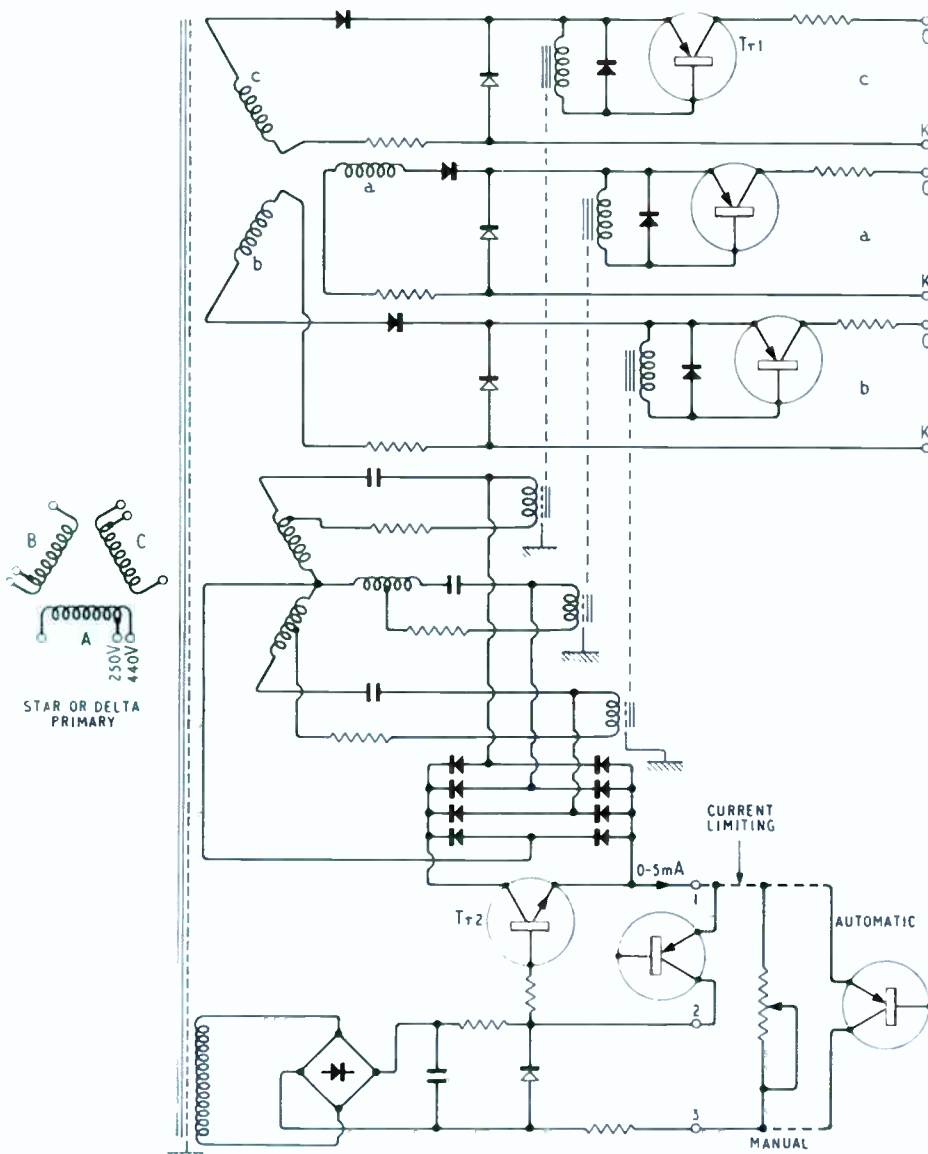 c
Tr1
c
K
a
a
K
b
b
K
B
C
A
250V
440V
STAR OR DELTA
PRIMARY
CURRENT
LIMITING
0-5mA
1
Tr2
AUTOMATIC
2
3
MANUAL